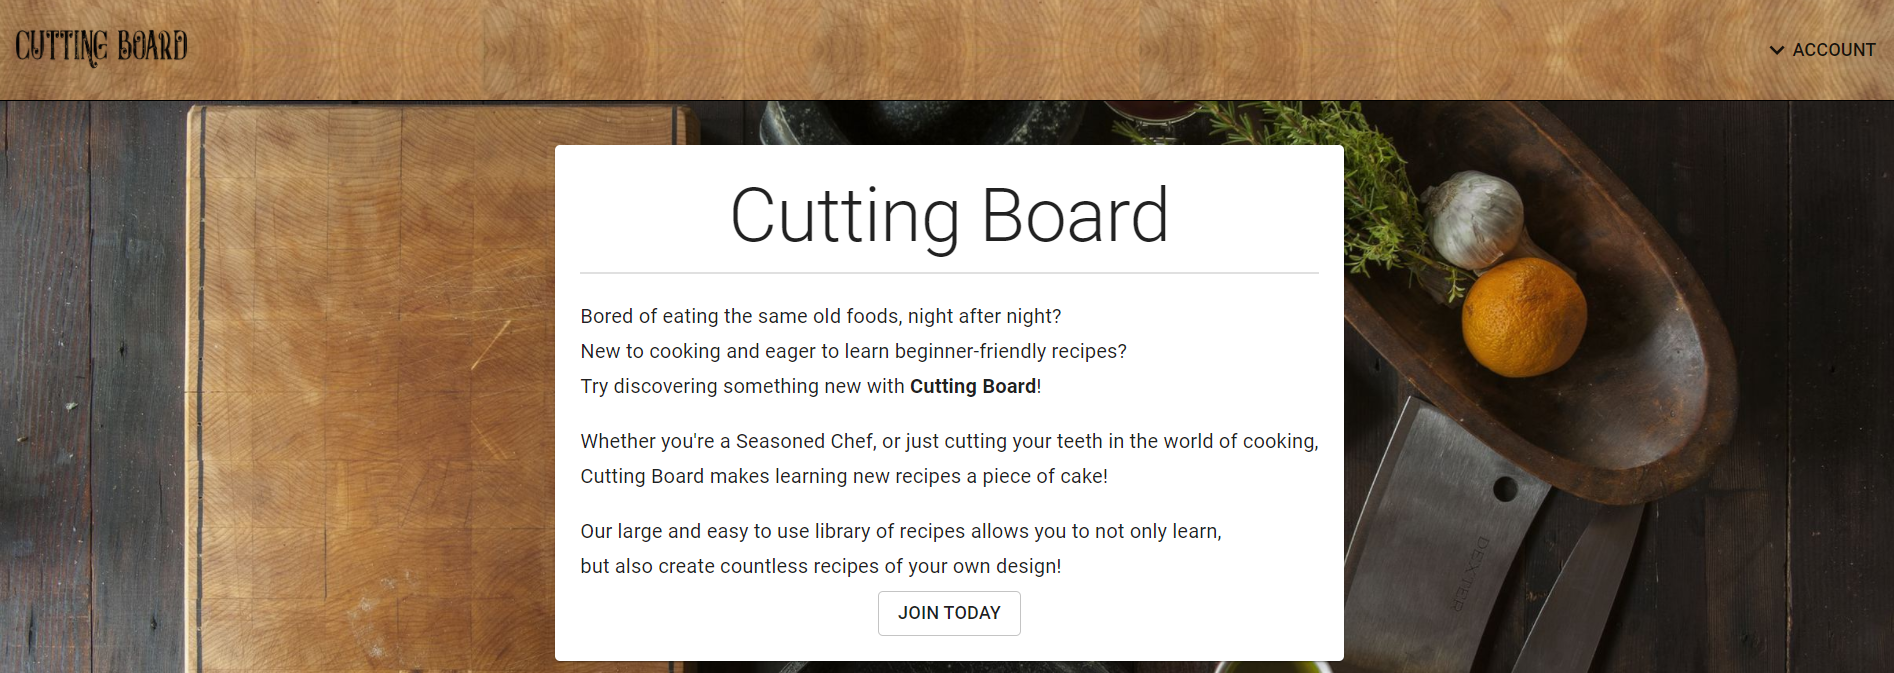 CUTTING BOARD
ACCOUNT
Cutting Board
Bored of eating the same old foods, night after night?
New to cooking and eager to learn beginner-friendly recipes?
Try discovering something new with Cutting Board!
Whether you're a Seasoned Chef, or just cutting your teeth in the world of cooking,
Cutting Board makes learning new recipes a piece of cake!
Our large and easy to use library of recipes allows you to not only learn,
but also create countless recipes of your own design!
JOIN TODAY
DEXTER